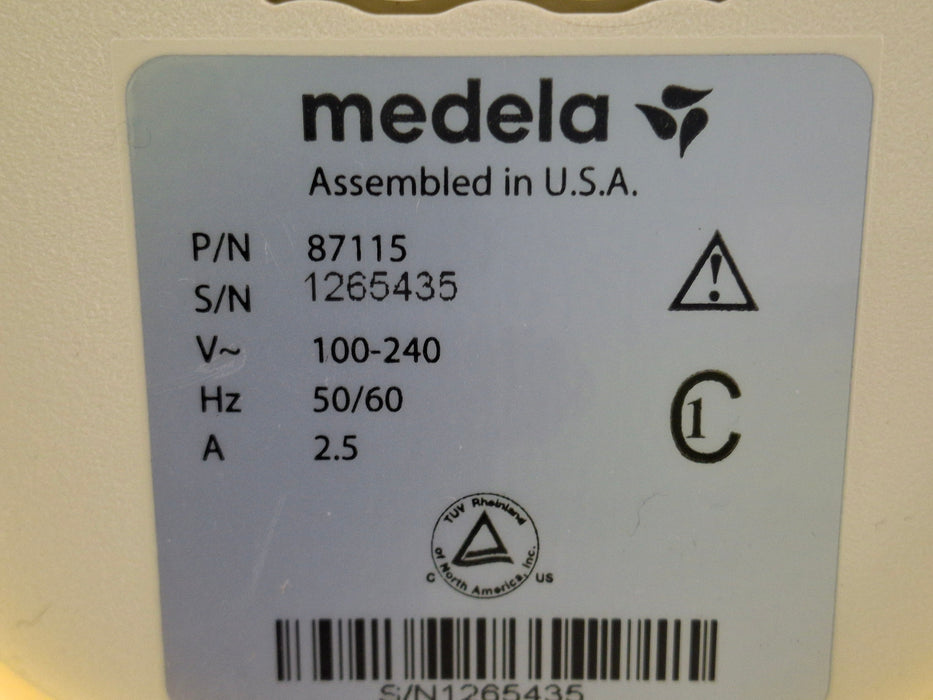 medela
Assembled in U.S.A.
P/N 87115
S/N 1265435
V~ 100-240
Hz 50/60
A 2.5
!
C1
TUV Rheinland
of North America, Inc.
C US
S/N1265435